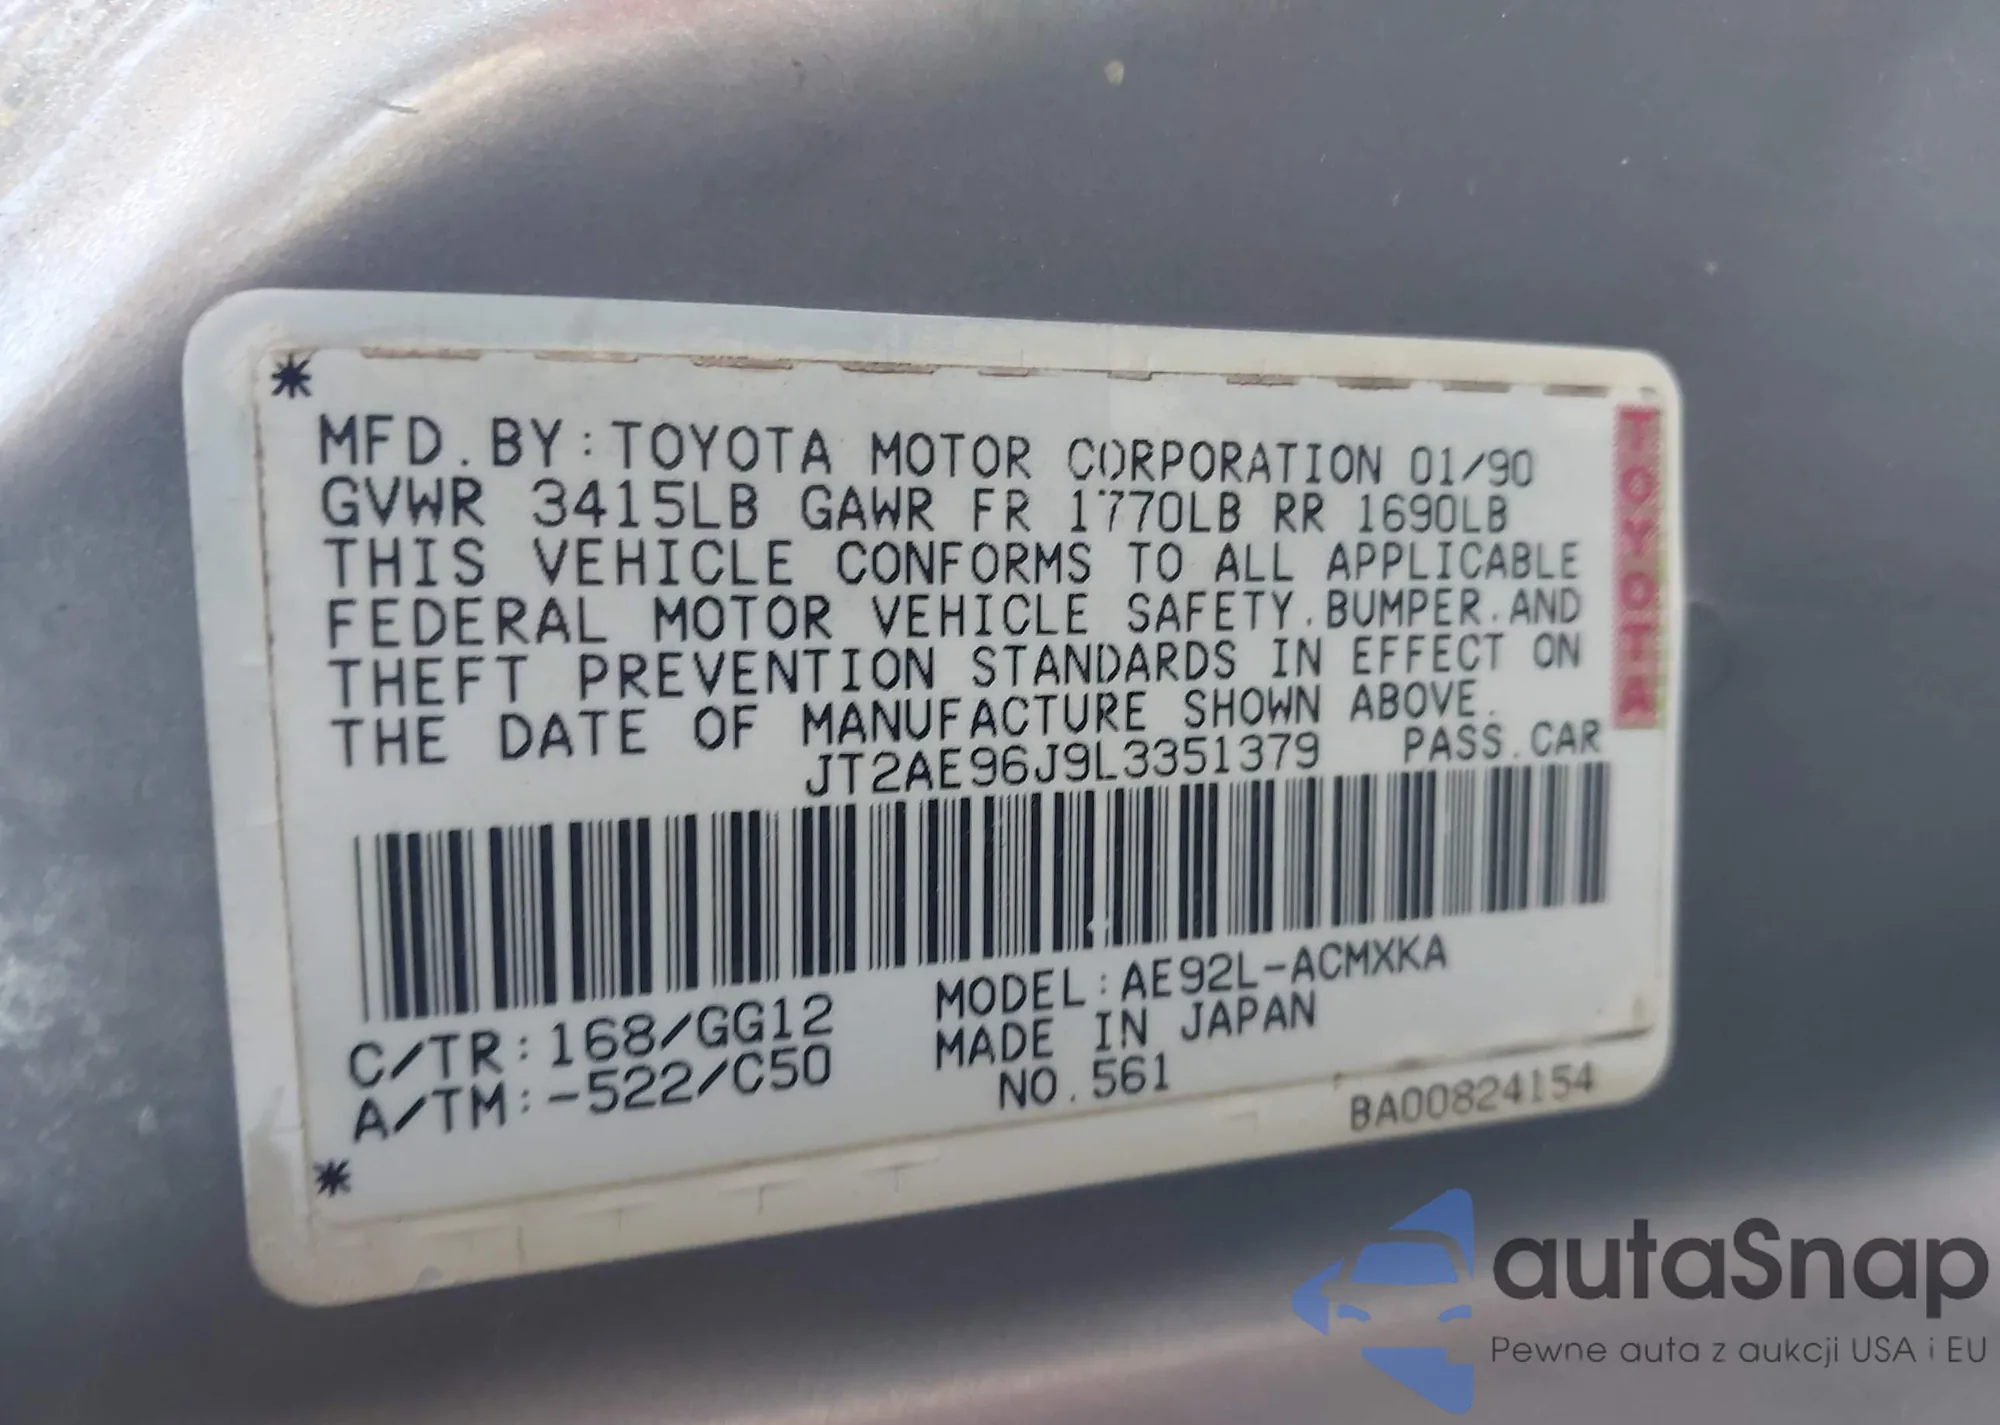 *
MFD. BY: TOYOTA MOTOR CORPORATION 01/90
GVWR 3415LB GAWR FR 1770LB RR 1690LB
THIS VEHICLE CONFORMS TO ALL APPLICABLE
FEDERAL MOTOR VEHICLE SAFETY. BUMPER. AND
THEFT PREVENTION STANDARDS IN EFFECT ON
THE DATE OF MANUFACTURE SHOWN ABOVE.
JT2AE96J9L3351379 PASS. CAR
TOYOTA
C/TR: 168/GG12
A/TM: -522/C50
MODEL: AE92L-ACMXKA
MADE IN JAPAN
NO. 561
BA00824154
*
autaSnap
Pewne auta z aukcji USA i EU